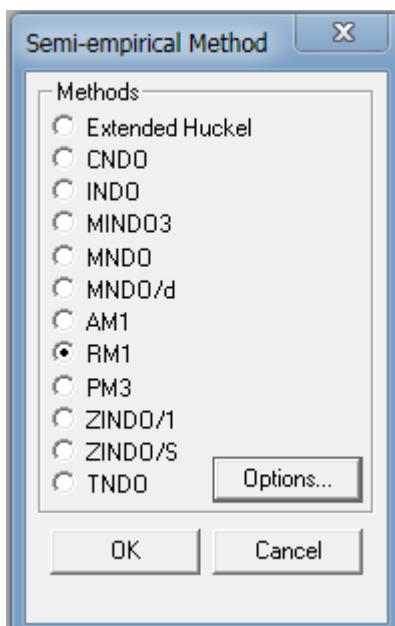 Semi-empirical Method
Methods
Extended Huckel
CNDO
INDO
MINDO3
MNDO
MNDO/d
AM1
RM1
PM3
ZINDO/1
ZINDO/S
TNDO
Options...
OK
Cancel